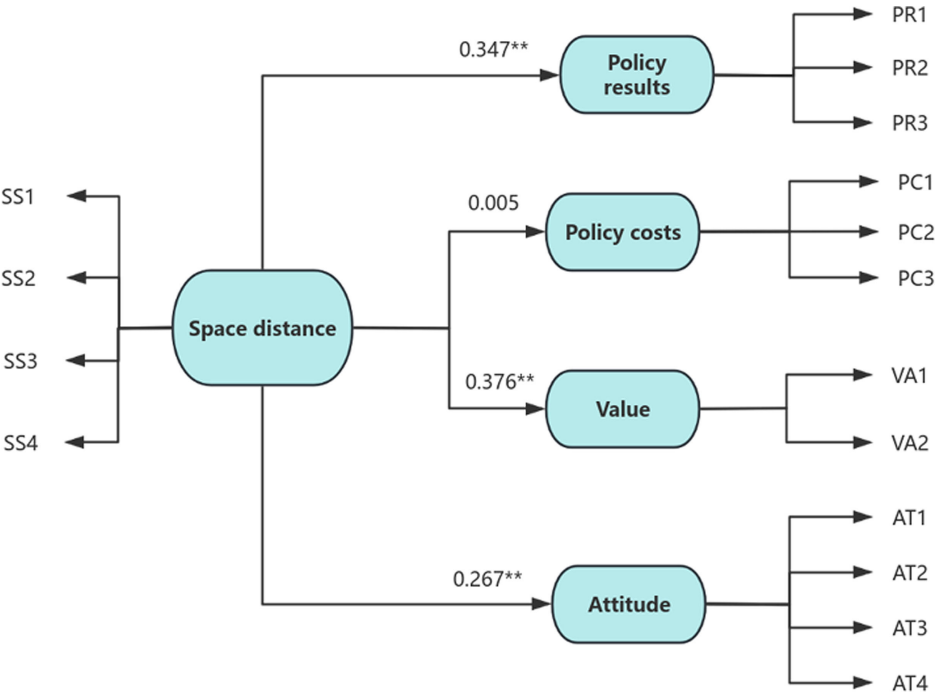 PR1
0.347**
Policy
results
PR2
PR3
SS1
PC1
0.005
Policy costs
PC2
SS2
PC3
Space distance
SS3
0.376**
VA1
Value
SS4
VA2
AT1
0.267**
AT2
Attitude
AT3
AT4